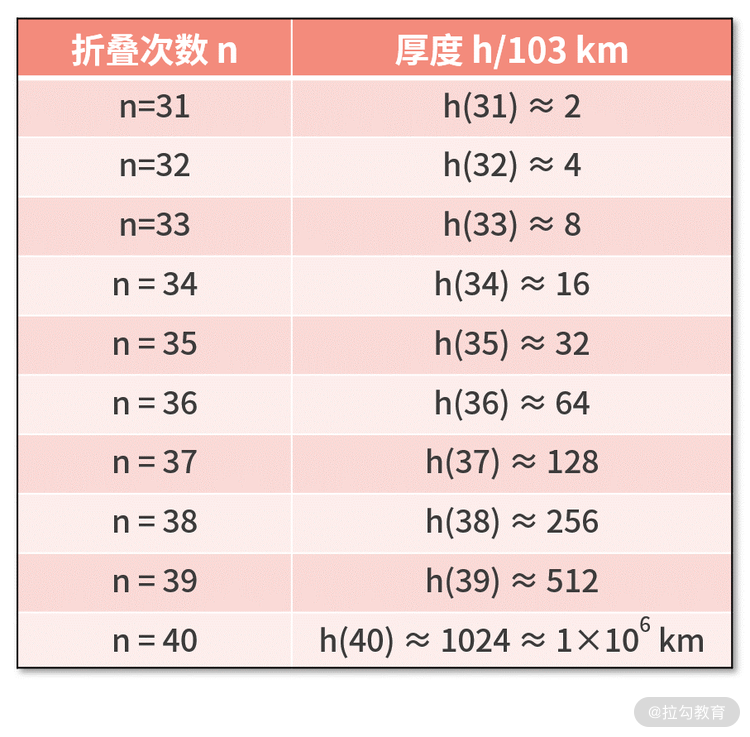 折叠次数 n 厚度 h/103 km
n=31 h(31) ≈ 2
n=32 h(32) ≈ 4
n=33 h(33) ≈ 8
n = 34 h(34) ≈ 16
n = 35 h(35) ≈ 32
n = 36 h(36) ≈ 64
n = 37 h(37) ≈ 128
n = 38 h(38) ≈ 256
n = 39 h(39) ≈ 512
n = 40 h(40) ≈ 1024 ≈ 1×10⁶ km
@拉勾教育